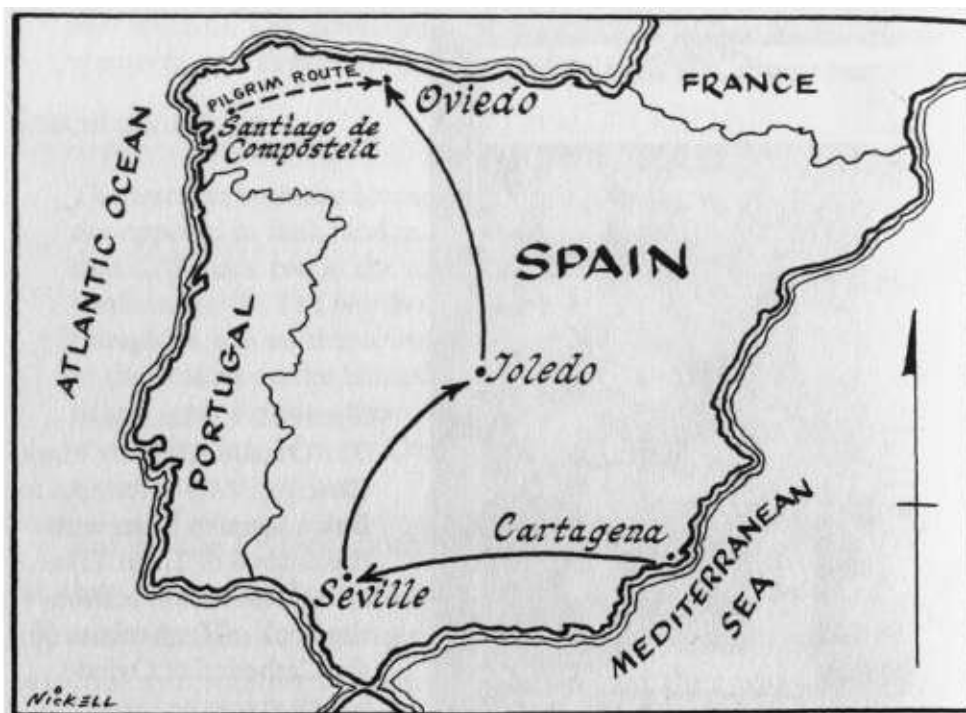 FRANCE
PILGRIM ROUTE
Oviedo
Santiago de
Compostela
ATLANTIC OCEAN
SPAIN
PORTUGAL
Toledo
Cartagena
Seville
MEDITERRANEAN
SEA
NICKELL